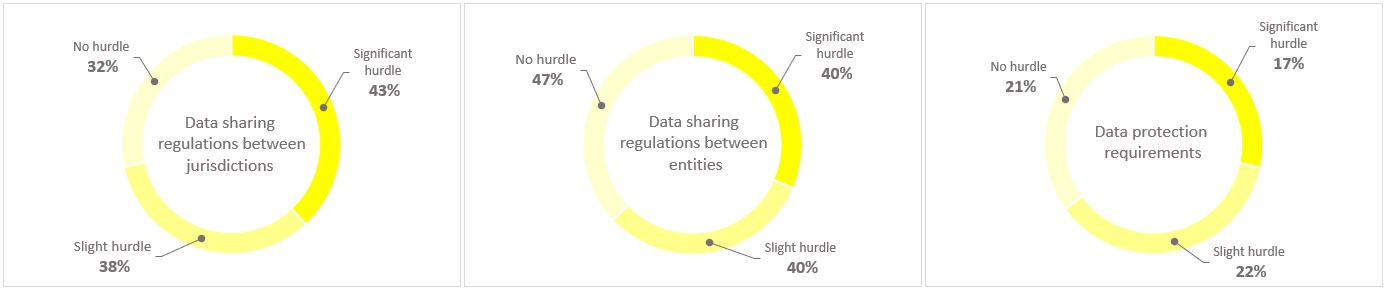 No hurdle
32%
Significant
hurdle
43%
Data sharing
regulations between
jurisdictions
Slight hurdle
38%
No hurdle
47%
Significant
hurdle
40%
Data sharing
regulations between
entities
Slight hurdle
40%
No hurdle
21%
Significant
hurdle
17%
Data protection
requirements
Slight hurdle
22%